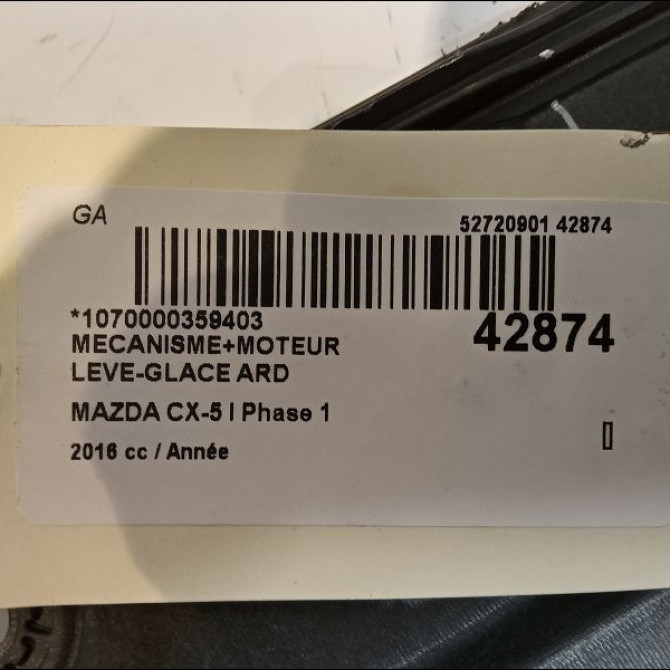 GA
52720901 42874
*1070000359403
42874
MECANISME+MOTEUR
LEVE-GLACE ARD
MAZDA CX-5 I Phase 1
2016 cc / Année